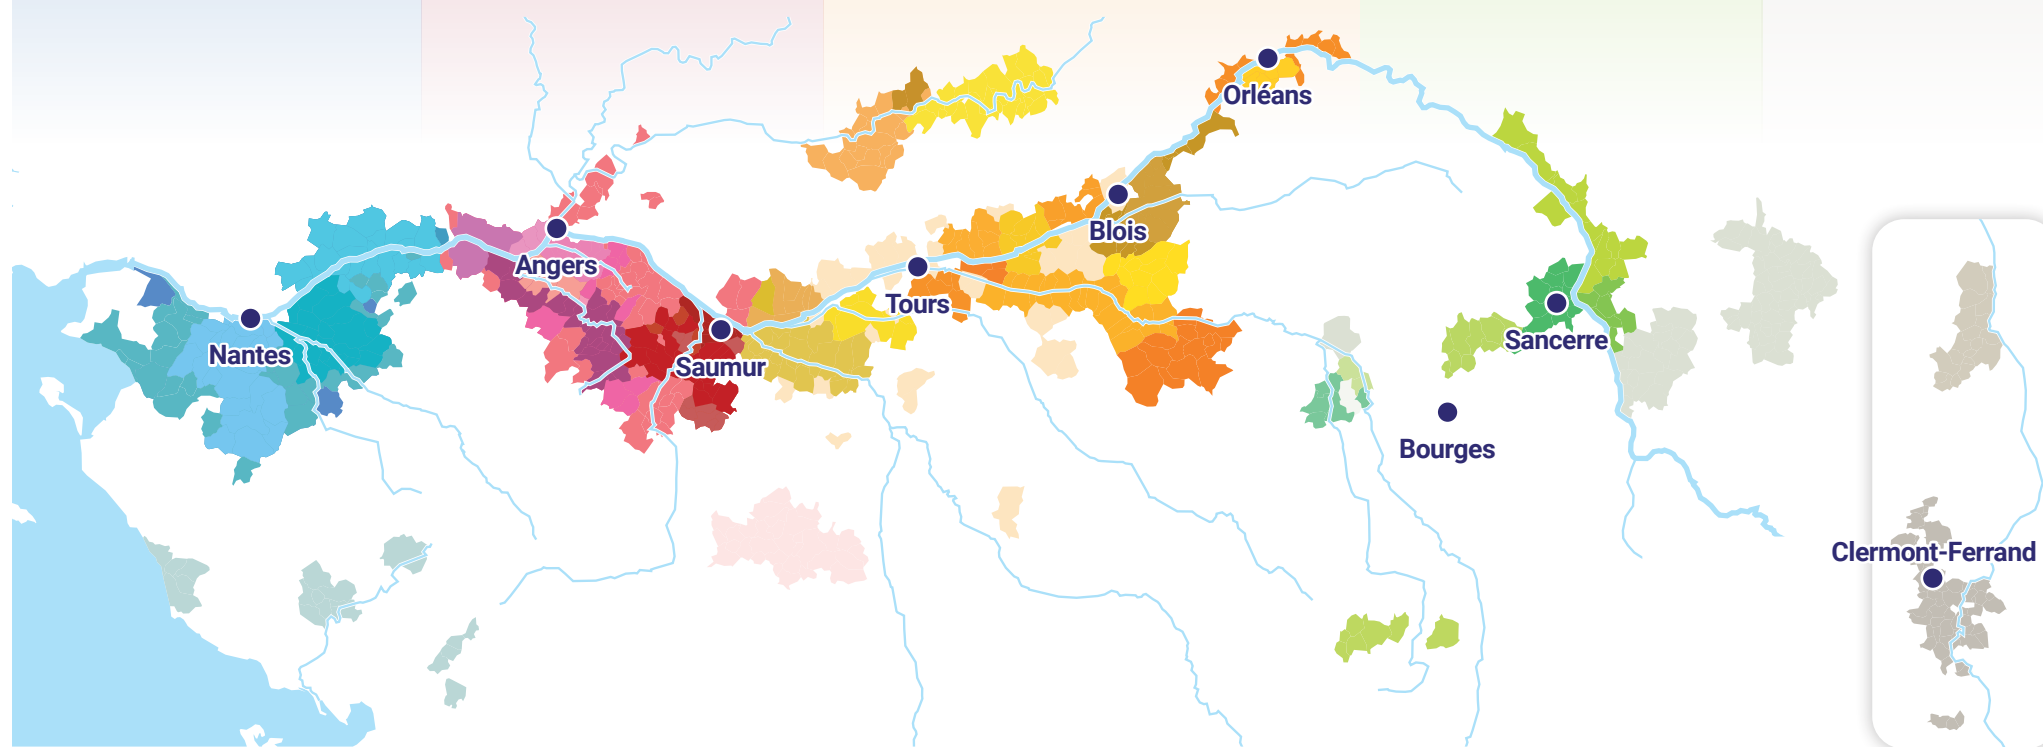 Orléans
Blois
Angers
Tours
Nantes
Saumur
Sancerre
Bourges
Clermont-Ferrand